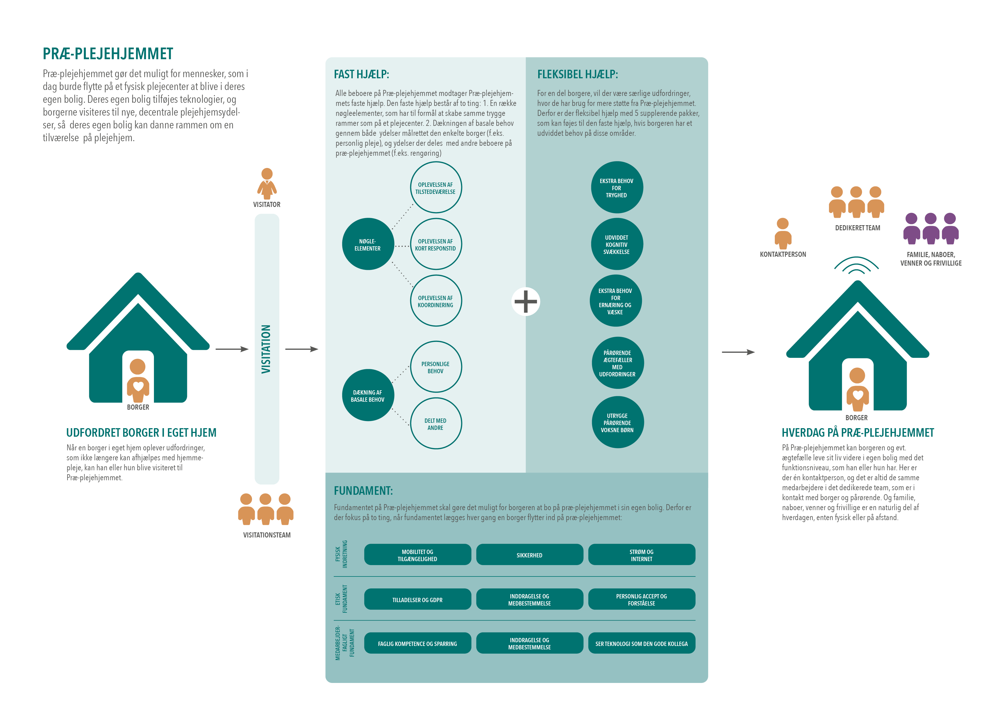 PRÆ-PLEJEHJEMMET
Præ-plejehjemmet gør det muligt for mennesker, som i
dag burde flytte på et fysisk plejecenter at blive i deres
egen bolig. Deres egen bolig tilføjes teknologier, og
borgerne visiteres til nye, decentrale plejehjemsydel-
ser, så deres egen bolig kan danne rammen om en
tilværelse på plejehjem.
VISITATOR
VISITATION
VISITATIONSTEAM
BORGER
UDFORDRET BORGER I EGET HJEM
Når en borger i eget hjem oplever udfordringer,
som ikke længere kan afhjælpes med hjemme-
pleje, kan han eller hun blive visiteret til
Præ-plejehjemmet.
FAST HJÆLP:
Alle beboere på Præ-plejehjemmet modtager Præ-plejehjem-
mets faste hjælp. Den faste hjælp består af to ting: 1. En række
nøgleelementer, som har til formål at skabe samme trygge
rammer som på et plejecenter. 2. Dækningen af basale behov
gennem både ydelser målrettet den enkelte borger (f.eks.
personlig pleje), og ydelser der deles med andre beboere på
præ-plejehjemmet (f.eks. rengøring)
NØGLE-
ELEMENTER
OPLEVELSEN AF
TILSTEDEVÆRELSE
OPLEVELSEN AF
KORT RESPONSTID
OPLEVELSEN AF
KOORDINERING
DÆKNING AF
BASALE BEHOV
PERSONLIGE
BEHOV
DELT MED
ANDRE
FLEKSIBEL HJÆLP:
For en del borgere, vil der være særlige udfordringer,
hvor de har brug for mere støtte fra Præ-plejehjemmet.
Derfor er der fleksibel hjælp med 5 supplerende pakker,
som kan føjes til den faste hjælp, hvis borgeren har et
udviddet behov på disse områder.
EKSTRA BEHOV
FOR
TRYGHED
UDVIDDET
KOGNITIV
SVÆKKELSE
EKSTRA BEHOV
FOR
ERNÆRING OG
VÆSKE
PÅRØRENDE
ÆGTEFÆLLER
MED
UDFORDRINGER
UTRYGGE
PÅRØRENDE
VOKSNE BØRN
FUNDAMENT:
Fundamentet på Præ-plejehjemmet skal gøre det muligt for borgeren at bo på præ-plejehjemmet i sin egen bolig. Derfor er
der fokus på to ting, når fundamentet lægges hver gang en borger flytter ind på præ-plejehjemmet:
FYSISK
INDRETNING
MOBILITET OG
TILGÆNGELIGHED
SIKKERHED
STRØM OG
INTERNET
ETISK
FUNDAMENT
TILLADELSER OG GDPR
INDDRAGELSE OG
MEDBESTEMMELSE
PERSONLIG ACCEPT OG
FORSTÅELSE
MEDARBEJDER-
FAGLIGT
FUNDAMENT
FAGLIG KOMPETENCE OG SPARRING
INDDRAGELSE OG
MEDBESTEMMELSE
SER TEKNOLOGI SOM DEN GODE KOLLEGA
KONTAKTPERSON
DEDIKERET TEAM
FAMILIE, NABOER,
VENNER OG FRIVILLIGE
BORGER
HVERDAG PÅ PRÆ-PLEJEHJEMMET
På Præ-plejehjemmet kan borgeren og evt.
ægtefælle leve sit liv videre i egen bolig med det
funktionsniveau, som han eller hun har. Her er
der én kontaktperson, og det er altid de samme
medarbejdere i det dedikerede team, som er i
kontakt med borger og pårørende. Og familie,
naboer, venner og frivillige er en naturlig del af
hverdagen, enten fysisk eller på afstand.